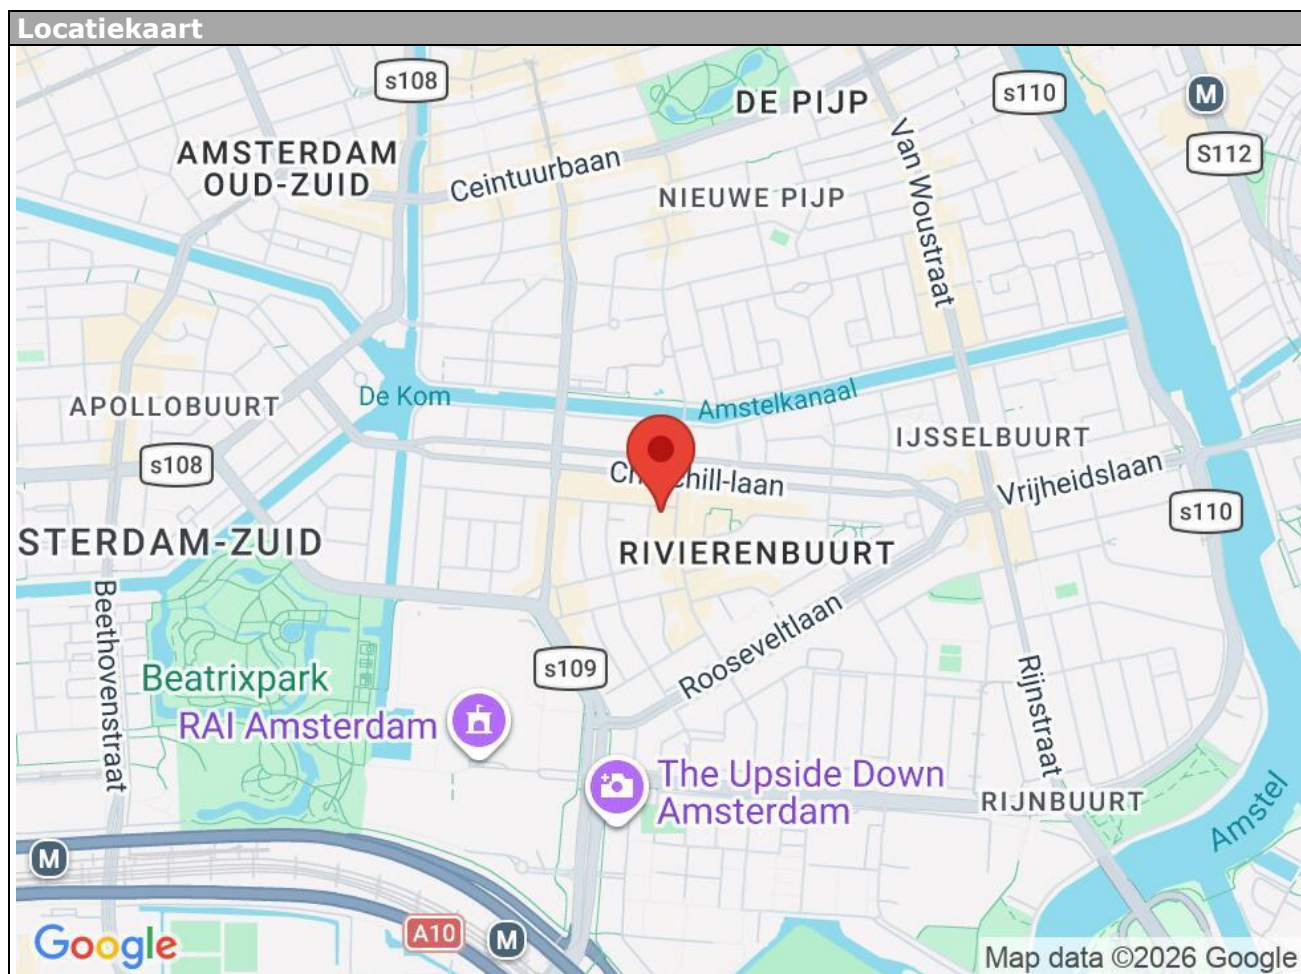 Locatiekaart
s108
DE PIJP
s110
M
AMSTERDAM
OUD-ZUID
Ceintuurbaan
Van Woustraat
S112
NIEUWE PIJP
De Kom
Amstelkanaal
APOLLOBUURT
IJSSELBUURT
s108
hill-laan
Vrijheidslaan
s110
STERDAM-ZUID
RIVIERENBUURT
Beethovenstraat
Rooseveltlaan
Beatrixpark
s109
Rijnstraat
RAI Amsterdam
The Upside Down
Amsterdam
RIJNBUURT
Amstel
M
A10
M
Google
Map data ©2026 Google